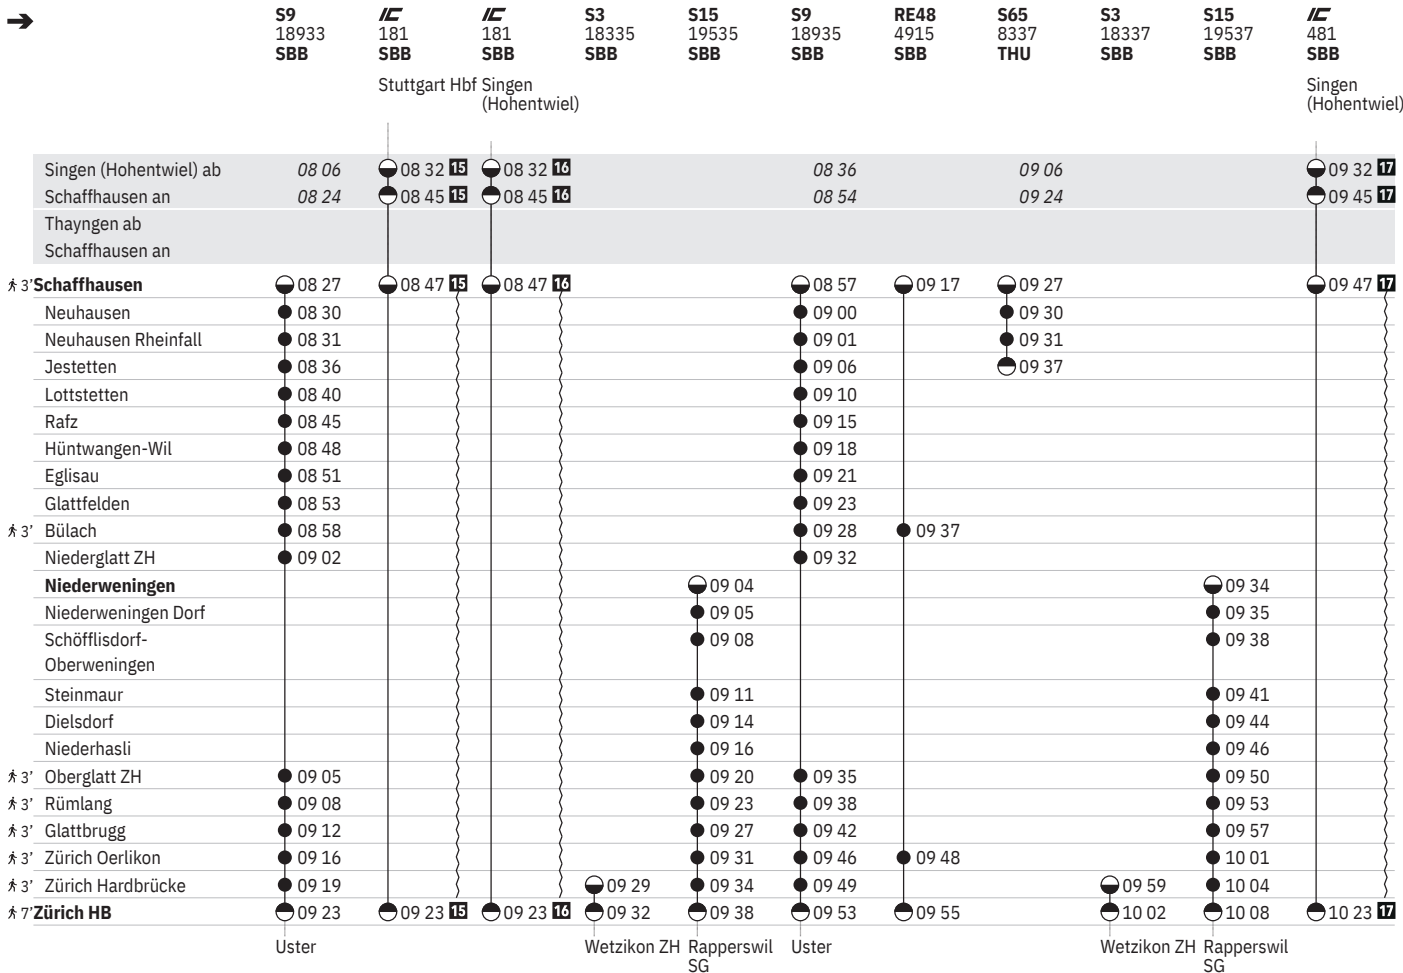 ➔ S9 IC IC S3 S15 S9 RE48 S65 S3 S15 IC
18933 181 181 18335 19535 18935 4915 8337 18337 19537 481
SBB SBB SBB SBB SBB SBB SBB THU SBB SBB SBB
Stuttgart Hbf Singen Singen
(Hohentwiel) (Hohentwiel)
Singen (Hohentwiel) ab 08 06 08 32 15 08 32 16 08 36 09 06 09 32 17
Schaffhausen an 08 24 08 45 15 08 45 16 08 54 09 24 09 45 17
Thayngen ab
Schaffhausen an
3’ Schaffhausen 08 27 08 47 15 08 47 16 08 57 09 17 09 27 09 47 17
Neuhausen 08 30 09 00 09 30
Neuhausen Rheinfall 08 31 09 01 09 31
Jestetten 08 36 09 06 09 37
Lottstetten 08 40 09 10
Rafz 08 45 09 15
Hüntwangen-Wil 08 48 09 18
Eglisau 08 51 09 21
Glattfelden 08 53 09 23
3’ Bülach 08 58 09 28 09 37
Niederglatt ZH 09 02 09 32
Niederweningen 09 04 09 34
Niederweningen Dorf 09 05 09 35
Schöfflisdorf- 09 08 09 38
Oberweningen
Steinmaur 09 11 09 41
Dielsdorf 09 14 09 44
Niederhasli 09 16 09 46
3’ Oberglatt ZH 09 05 09 20 09 35 09 50
3’ Rümlang 09 08 09 23 09 38 09 53
3’ Glattbrugg 09 12 09 27 09 42 09 57
3’ Zürich Oerlikon 09 16 09 31 09 46 09 48 10 01
3’ Zürich Hardbrücke 09 19 09 29 09 34 09 49 09 59 10 04
7’ Zürich HB 09 23 09 23 15 09 23 16 09 32 09 38 09 53 09 55 10 02 10 08 10 23 17
Uster Wetzikon ZH Rapperswil Uster Wetzikon ZH Rapperswil
SG SG